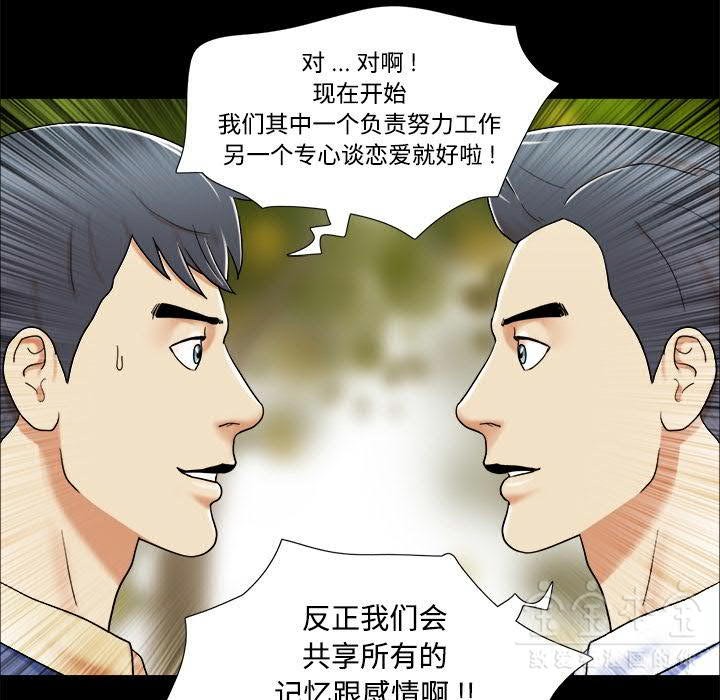 对 ... 对啊 !
现在开始
我们其中一个负责努力工作
另一个专心谈恋爱就好啦 !
反正我们会
共享所有的
记忆跟感情啊 !!